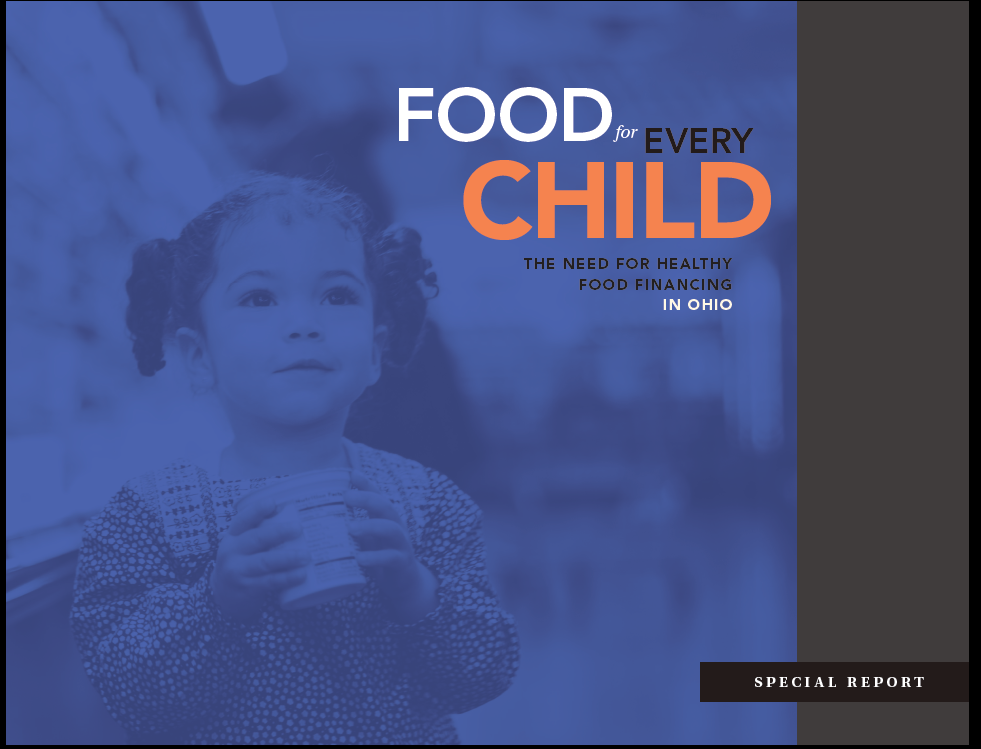 FOOD for EVERY
CHILD
THE NEED FOR HEALTHY
FOOD FINANCING
IN OHIO
SPECIAL REPORT